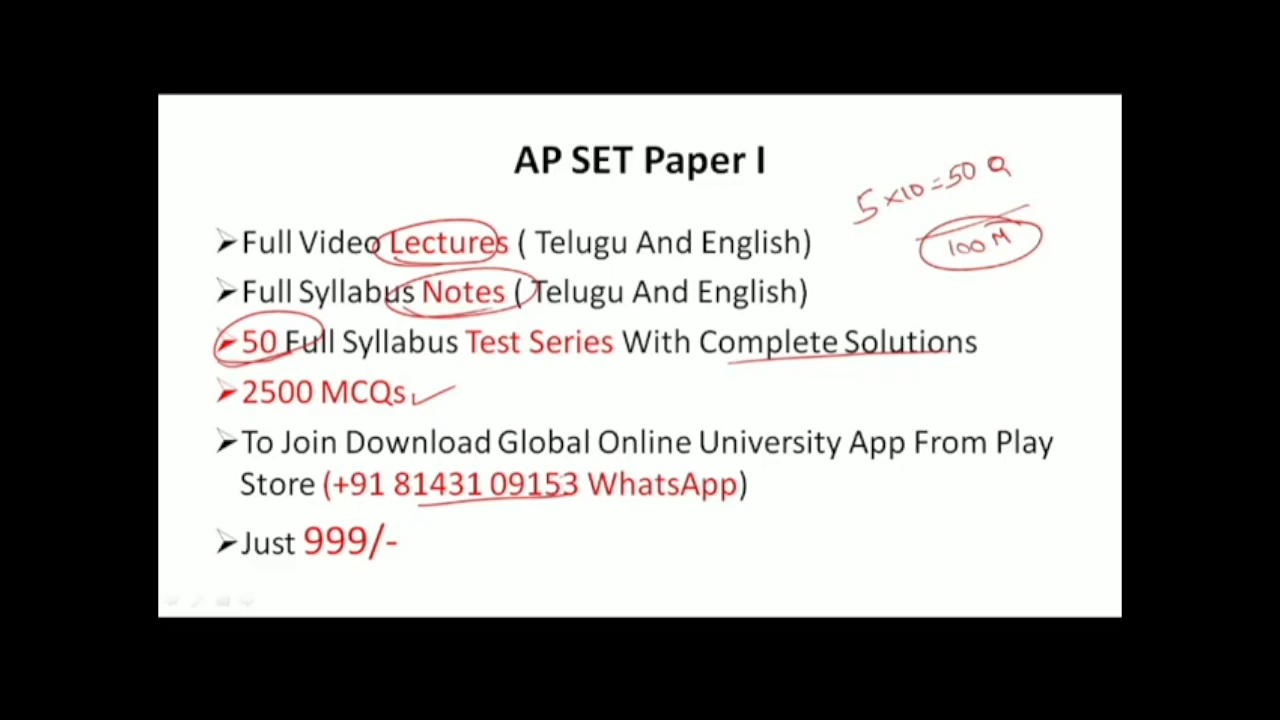 AP SET Paper I
5×10=50 Q
100 M
➢Full Video Lectures ( Telugu And English)
➢Full Syllabus Notes ( Telugu And English)
➢50 Full Syllabus Test Series With Complete Solutions
➢2500 MCQs
➢To Join Download Global Online University App From Play
Store (+91 81431 09153 WhatsApp)
➢Just 999/-